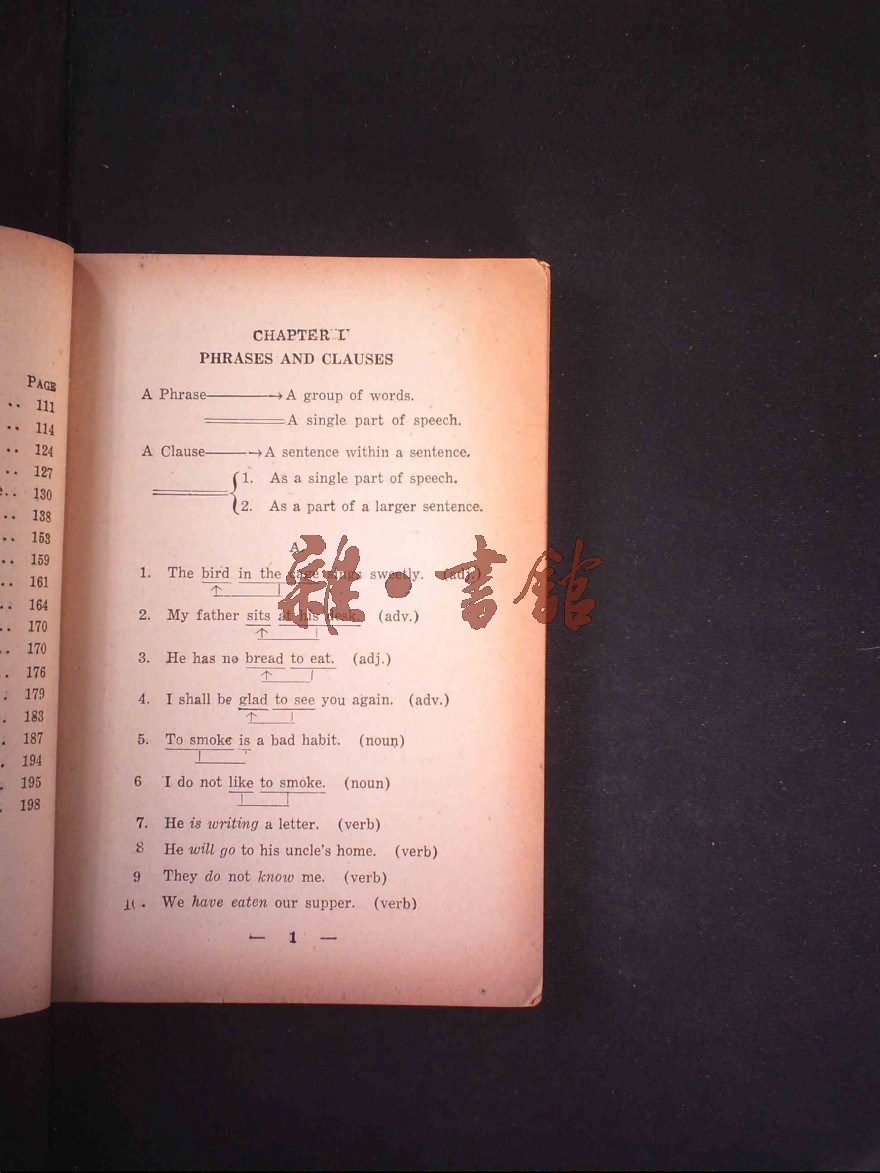 PAGE
.. 111
.. 114
.. 124
.. 127
.. 130
.. 138
.. 153
.. 159
.. 161
.. 164
.. 170
.. 170
.. 176
. 179
. 183
. 187
. 194
. 195
. 198
CHAPTER I
PHRASES AND CLAUSES
A Phrase → A group of words.
A single part of speech.
A Clause → A sentence within a sentence.
1. As a single part of speech.
2. As a part of a larger sentence.
A.
1. The bird in the cage sings sweetly. (adj.)
2. My father sits at his desk. (adv.)
3. He has no bread to eat. (adj.)
4. I shall be glad to see you again. (adv.)
5. To smoke is a bad habit. (noun)
6 I do not like to smoke. (noun)
7. He is writing a letter. (verb)
8 He will go to his uncle's home. (verb)
9 They do not know me. (verb)
We have eaten our supper. (verb)
— 1 —
雜·書館